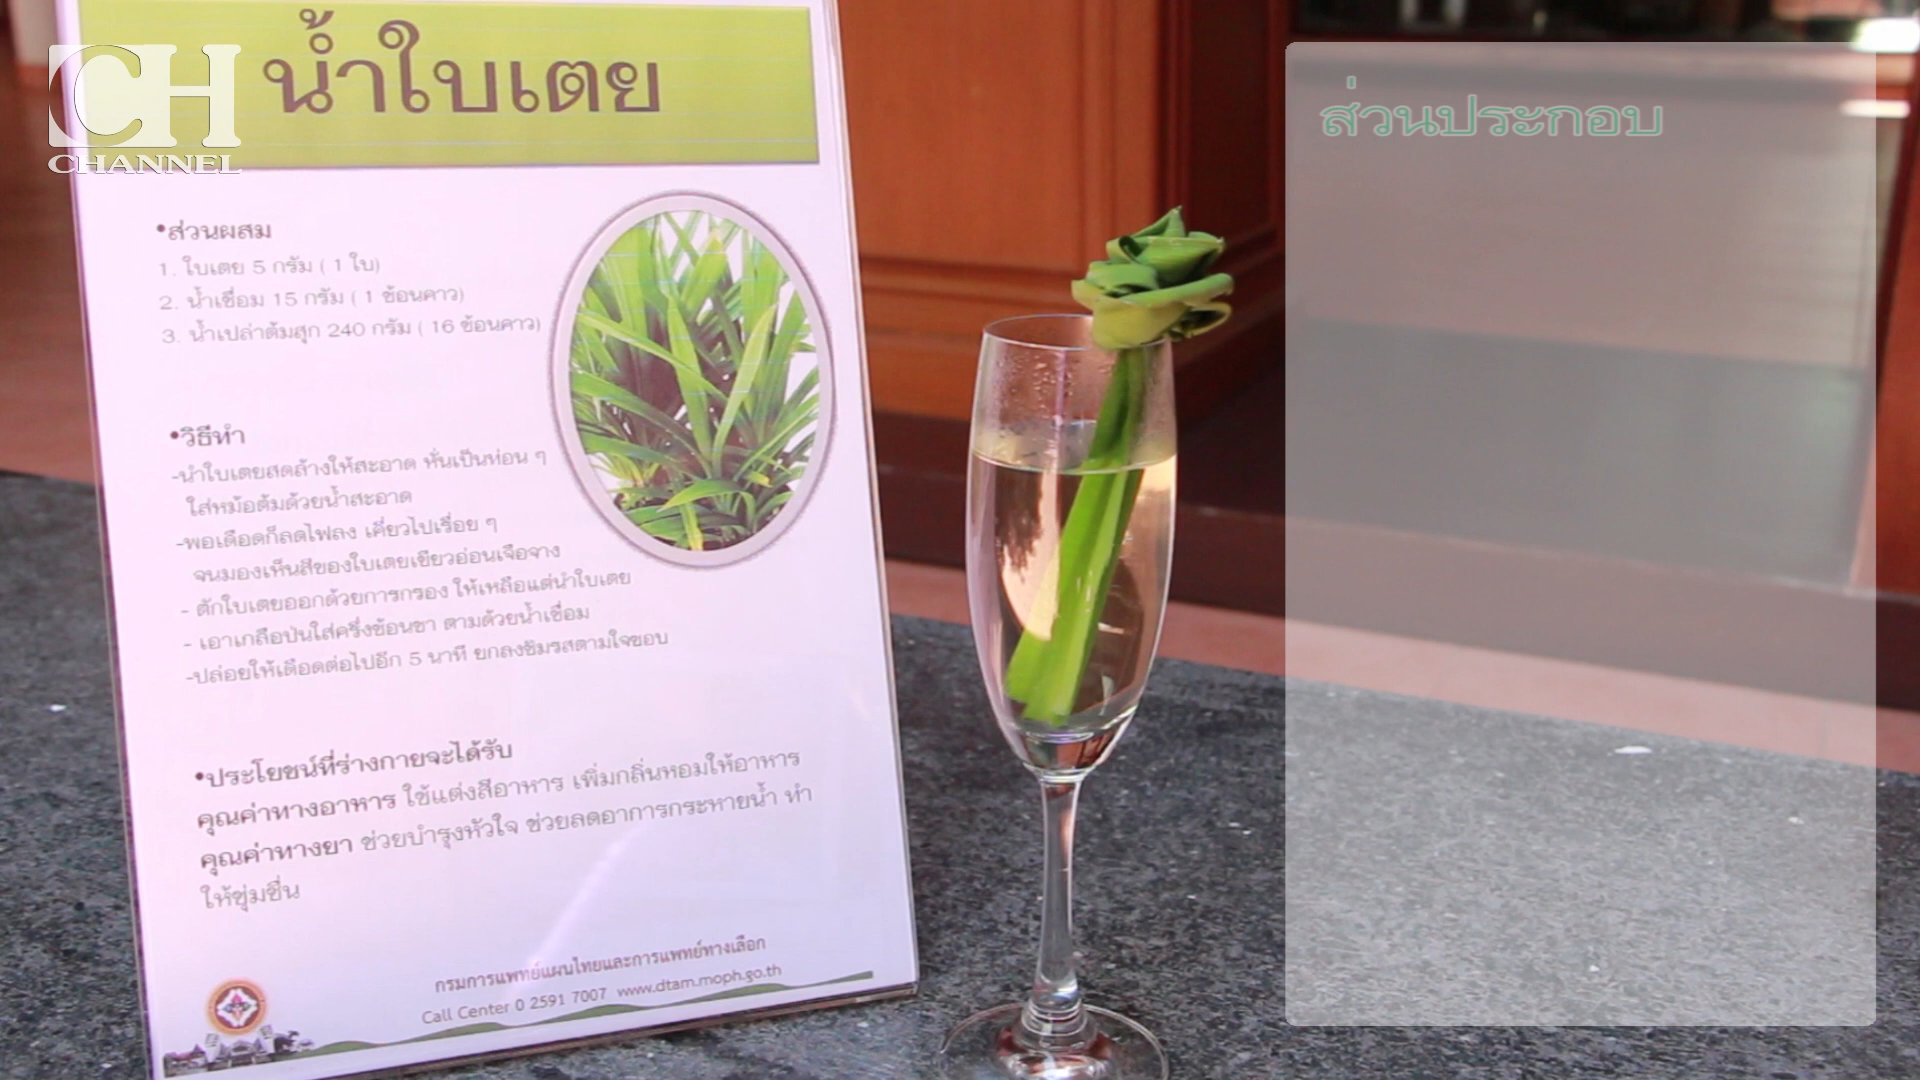 CH
CHANNEL
น้ำใบเตย
ส่วนประกอบ
•ส่วนผสม
1. ใบเตย 5 กรัม ( 1 ใบ)
2. น้ำเชื่อม 15 กรัม ( 1 ช้อนคาว)
3. น้ำเปล่าต้มสุก 240 กรัม ( 16 ช้อนคาว)
•วิธีทำ
-นำใบเตยสดล้างให้สะอาด หั่นเป็นท่อน ๆ
ใส่หม้อต้มด้วยน้ำสะอาด
-พอเดือดก็ลดไฟลง เคี่ยวไปเรื่อย ๆ
จนมองเห็นสีของใบเตยเขียวอ่อนเจือจาง
- ตักใบเตยออกด้วยการกรอง ให้เหลือแต่น้ำใบเตย
- เอาเกลือป่นใส่ครึ่งช้อนชา ตามด้วยน้ำเชื่อม
-ปล่อยให้เดือดต่อไปอีก 5 นาที ยกลงชิมรสตามใจชอบ
•ประโยชน์ที่ร่างกายจะได้รับ
คุณค่าทางอาหาร ใช้แต่งสีอาหาร เพิ่มกลิ่นหอมให้อาหาร
คุณค่าทางยา ช่วยบำรุงหัวใจ ช่วยลดอาการกระหายน้ำ ทำ
ให้ชุ่มชื่น
กรมการแพทย์แผนไทยและการแพทย์ทางเลือก
Call Center 0 2591 7007 www.dtam.moph.go.th